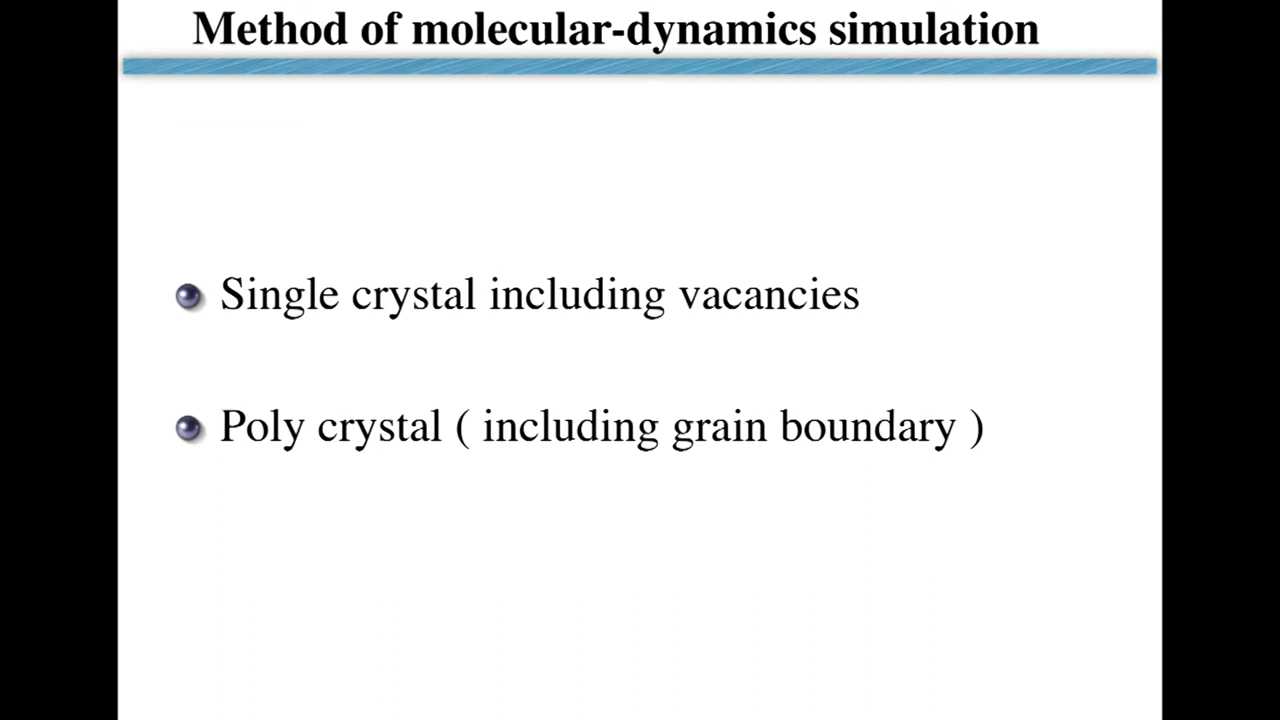 Method of molecular-dynamics simulation
Single crystal including vacancies
Poly crystal ( including grain boundary )